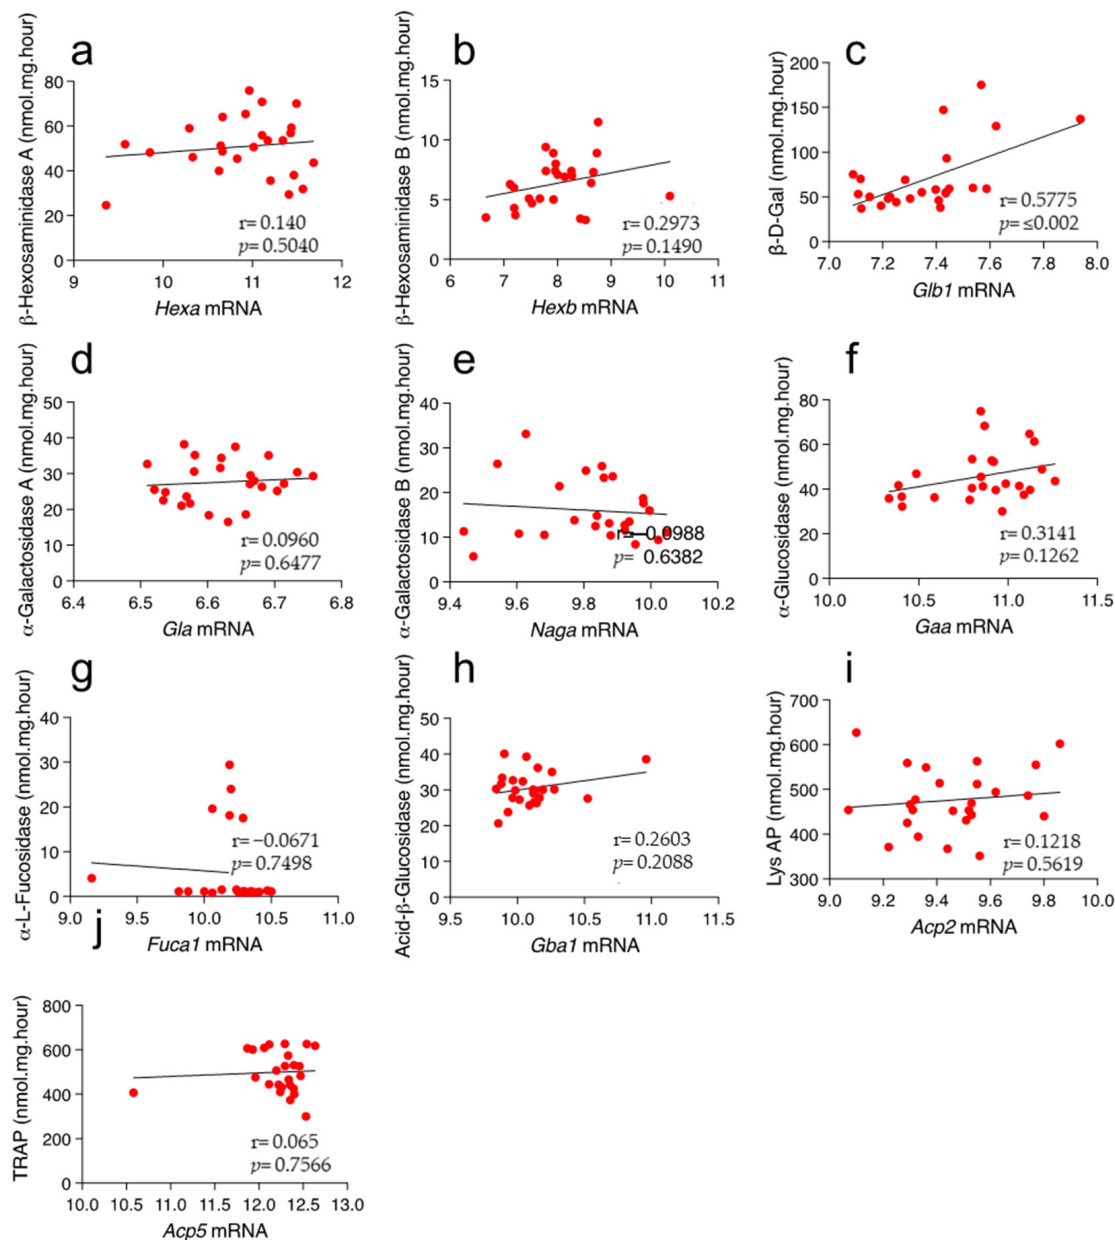 a
β-Hexosaminidase A (nmol.mg.hour)
80
60
40
20
0
r= 0.140
p= 0.5040
9
10
11
12
Hexa mRNA
b
β-Hexosaminidase B (nmol.mg.hour)
15
10
5
0
r= 0.2973
p= 0.1490
6
7
8
9
10
11
Hexb mRNA
c
β-D-Gal (nmol.mg.hour)
200
150
100
50
0
r= 0.5775
p= ≤0.002
7.0
7.2
7.4
7.6
7.8
8.0
Glb1 mRNA
d
α-Galactosidase A (nmol.mg.hour)
50
40
30
20
10
0
r= 0.0960
p= 0.6477
6.4
6.5
6.6
6.7
6.8
Gla mRNA
e
α-Galactosidase B (nmol.mg.hour)
40
30
20
10
0
r=−0.0988
p= 0.6382
9.4
9.6
9.8
10.0
10.2
Naga mRNA
f
α-Glucosidase (nmol.mg.hour)
80
60
40
20
0
r= 0.3141
p= 0.1262
10.0
10.5
11.0
11.5
Gaa mRNA
g
α-L-Fucosidase (nmol.mg.hour)
40
30
20
10
0
r= −0.0671
p= 0.7498
9.0
9.5
10.0
10.5
11.0
Fuca1 mRNA
h
Acid-β-Glucosidase (nmol.mg.hour)
50
40
30
20
10
0
r= 0.2603
p= 0.2088
9.5
10.0
10.5
11.0
11.5
Gba1 mRNA
i
Lys AP (nmol.mg.hour)
700
600
500
400
300
r= 0.1218
p= 0.5619
9.0
9.2
9.4
9.6
9.8
10.0
Acp2 mRNA
j
TRAP (nmol.mg.hour)
800
600
400
200
0
r= 0.065
p= 0.7566
10.0
10.5
11.0
11.5
12.0
12.5
13.0
Acp5 mRNA